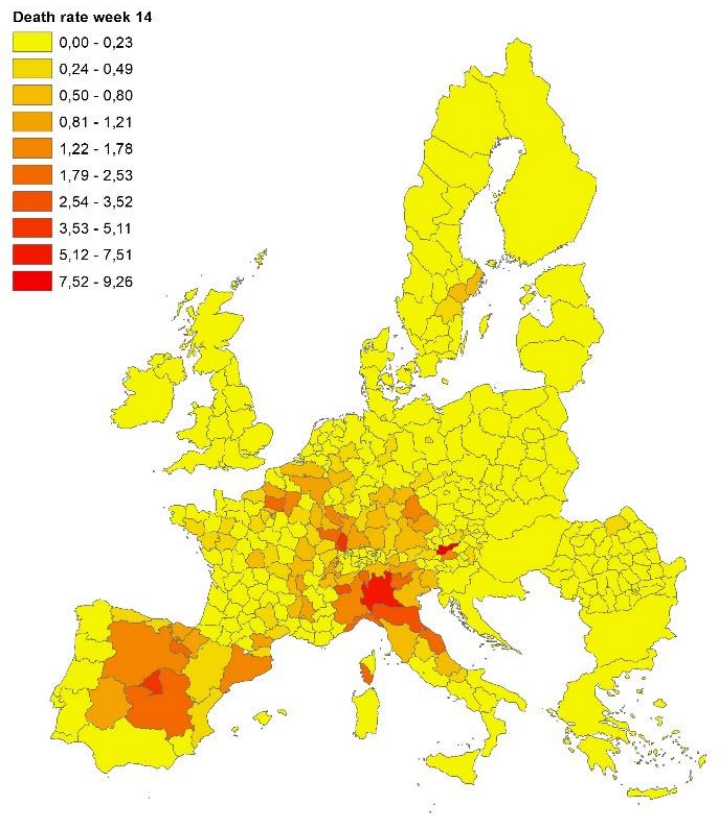 Death rate week 14
0,00 - 0,23
0,24 - 0,49
0,50 - 0,80
0,81 - 1,21
1,22 - 1,78
1,79 - 2,53
2,54 - 3,52
3,53 - 5,11
5,12 - 7,51
7,52 - 9,26